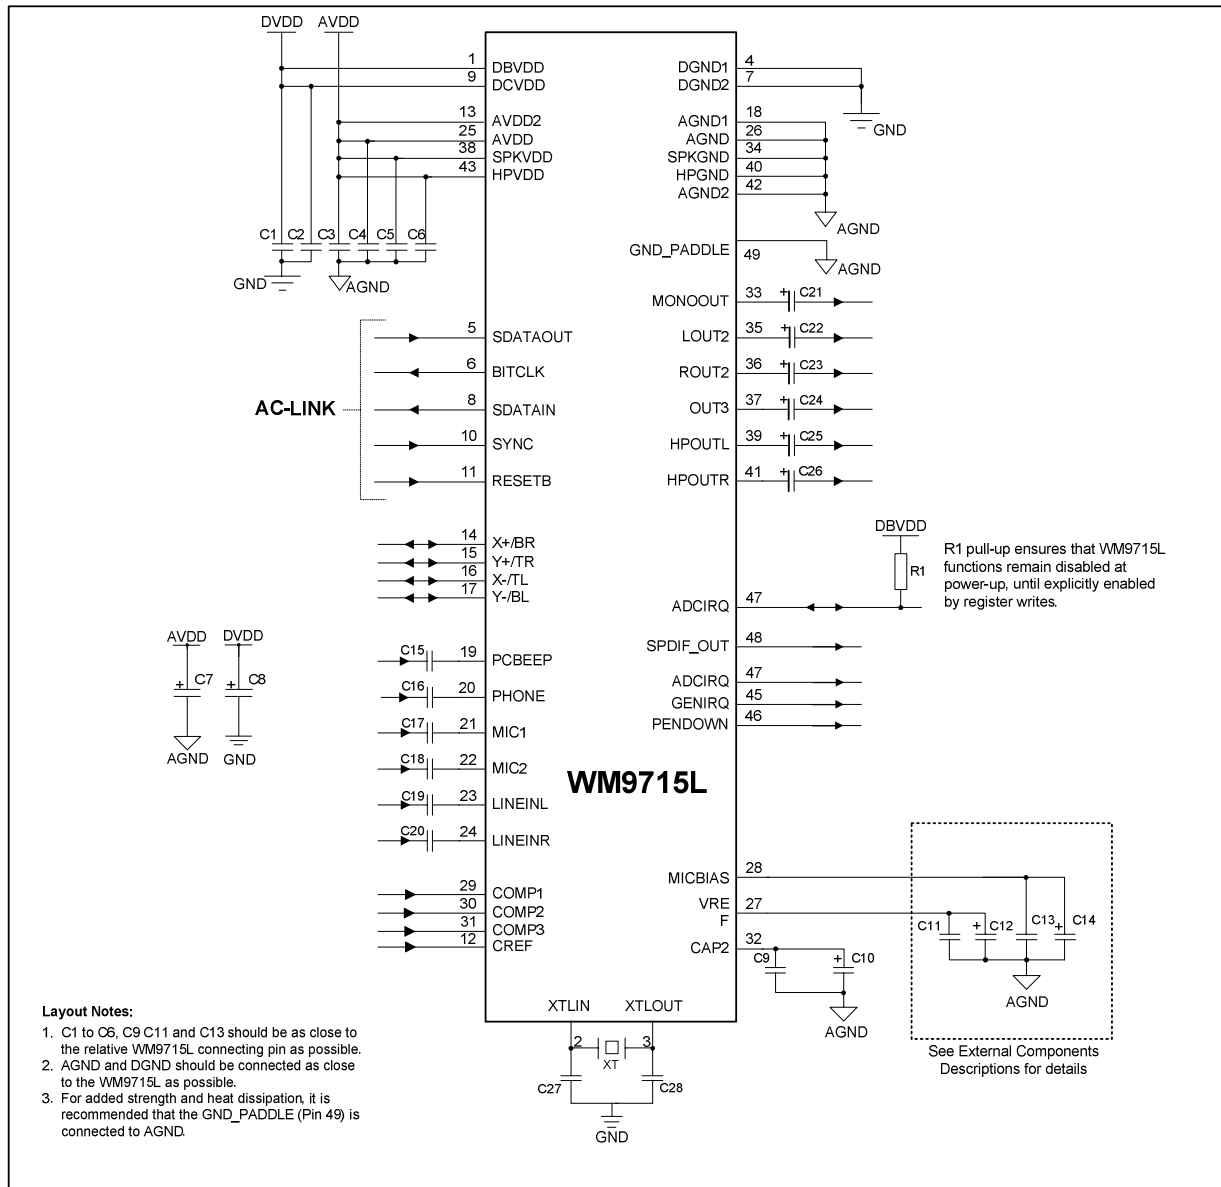 DVDD AVDD
1 DBVDD
9 DCVDD
13 AVDD2
25 AVDD
38 SPKVDD
43 HPVDD
C1 C2 C3 C4 C5 C6
GND AGND
DGND1 4
DGND2 7
GND
AGND1 18
AGND 26
SPKGND 34
HPGND 40
AGND2 42
AGND
GND_PADDLE 49
AGND
AC-LINK
5 SDATAOUT
6 BITCLK
8 SDATAIN
10 SYNC
11 RESETB
MONOOUT 33 + C21
LOUT2 35 + C22
ROUT2 36 + C23
OUT3 37 + C24
HPOUTL 39 + C25
HPOUTR 41 + C26
14 X+/BR
15 Y+/TR
16 X-/TL
17 Y-/BL
DBVDD
R1
ADCIRQ 47
R1 pull-up ensures that WM9715L
functions remain disabled at
power-up, until explicitly enabled
by register writes.
SPDIF_OUT 48
ADCIRQ 47
GENIRQ 45
PENDOWN 46
AVDD DVDD
+ C7 + C8
AGND GND
C15 19 PCBEEP
C16 20 PHONE
C17 21 MIC1
C18 22 MIC2
C19 23 LINEINL
C20 24 LINEINR
WM9715L
29 COMP1
30 COMP2
31 COMP3
12 CREF
MICBIAS 28
VRE 27
F
CAP2 32
C9 + C10
AGND
C11 + C12 C13 + C14
AGND
See External Components
Descriptions for details
XTLIN XTLOUT
2 3
XT
C27 C28
GND
Layout Notes:
1. C1 to C6, C9 C11 and C13 should be as close to
the relative WM9715L connecting pin as possible.
2. AGND and DGND should be connected as close
to the WM9715L as possible.
3. For added strength and heat dissipation, it is
recommended that the GND_PADDLE (Pin 49) is
connected to AGND.